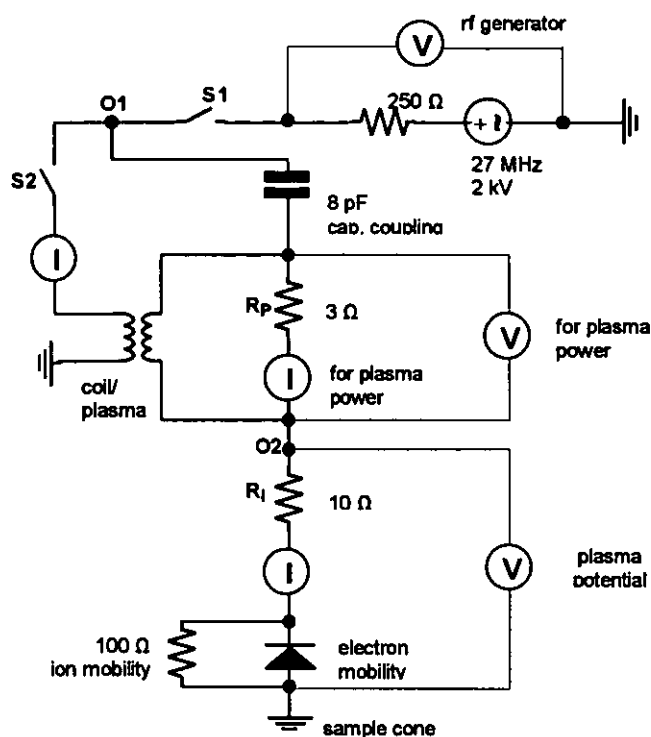 rf generator
V
S1
O1
250 Ω
+ ~
27 MHz
2 kV
S2
8 pF
cap. coupling
I
RP
3 Ω
V
for plasma
power
I
for plasma
power
coil/
plasma
O2
RI
10 Ω
I
V
plasma
potential
100 Ω
ion mobility
electron
mobility
sample cone